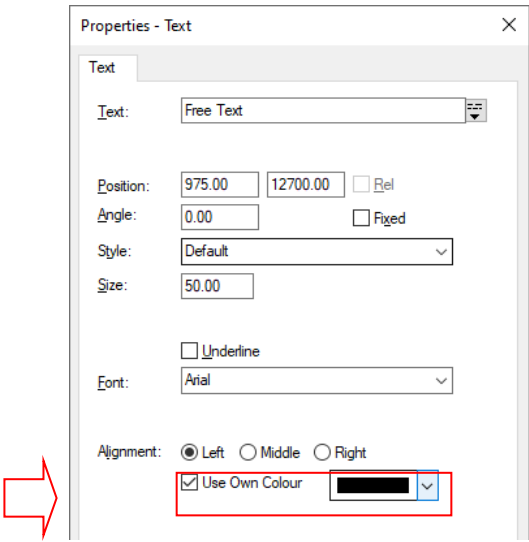 Properties - Text
Text
Text: Free Text
Position: 975.00 12700.00 Rel
Angle: 0.00 Fixed
Style: Default
Size: 50.00
Underline
Font: Arial
Alignment: Left Middle Right
Use Own Colour